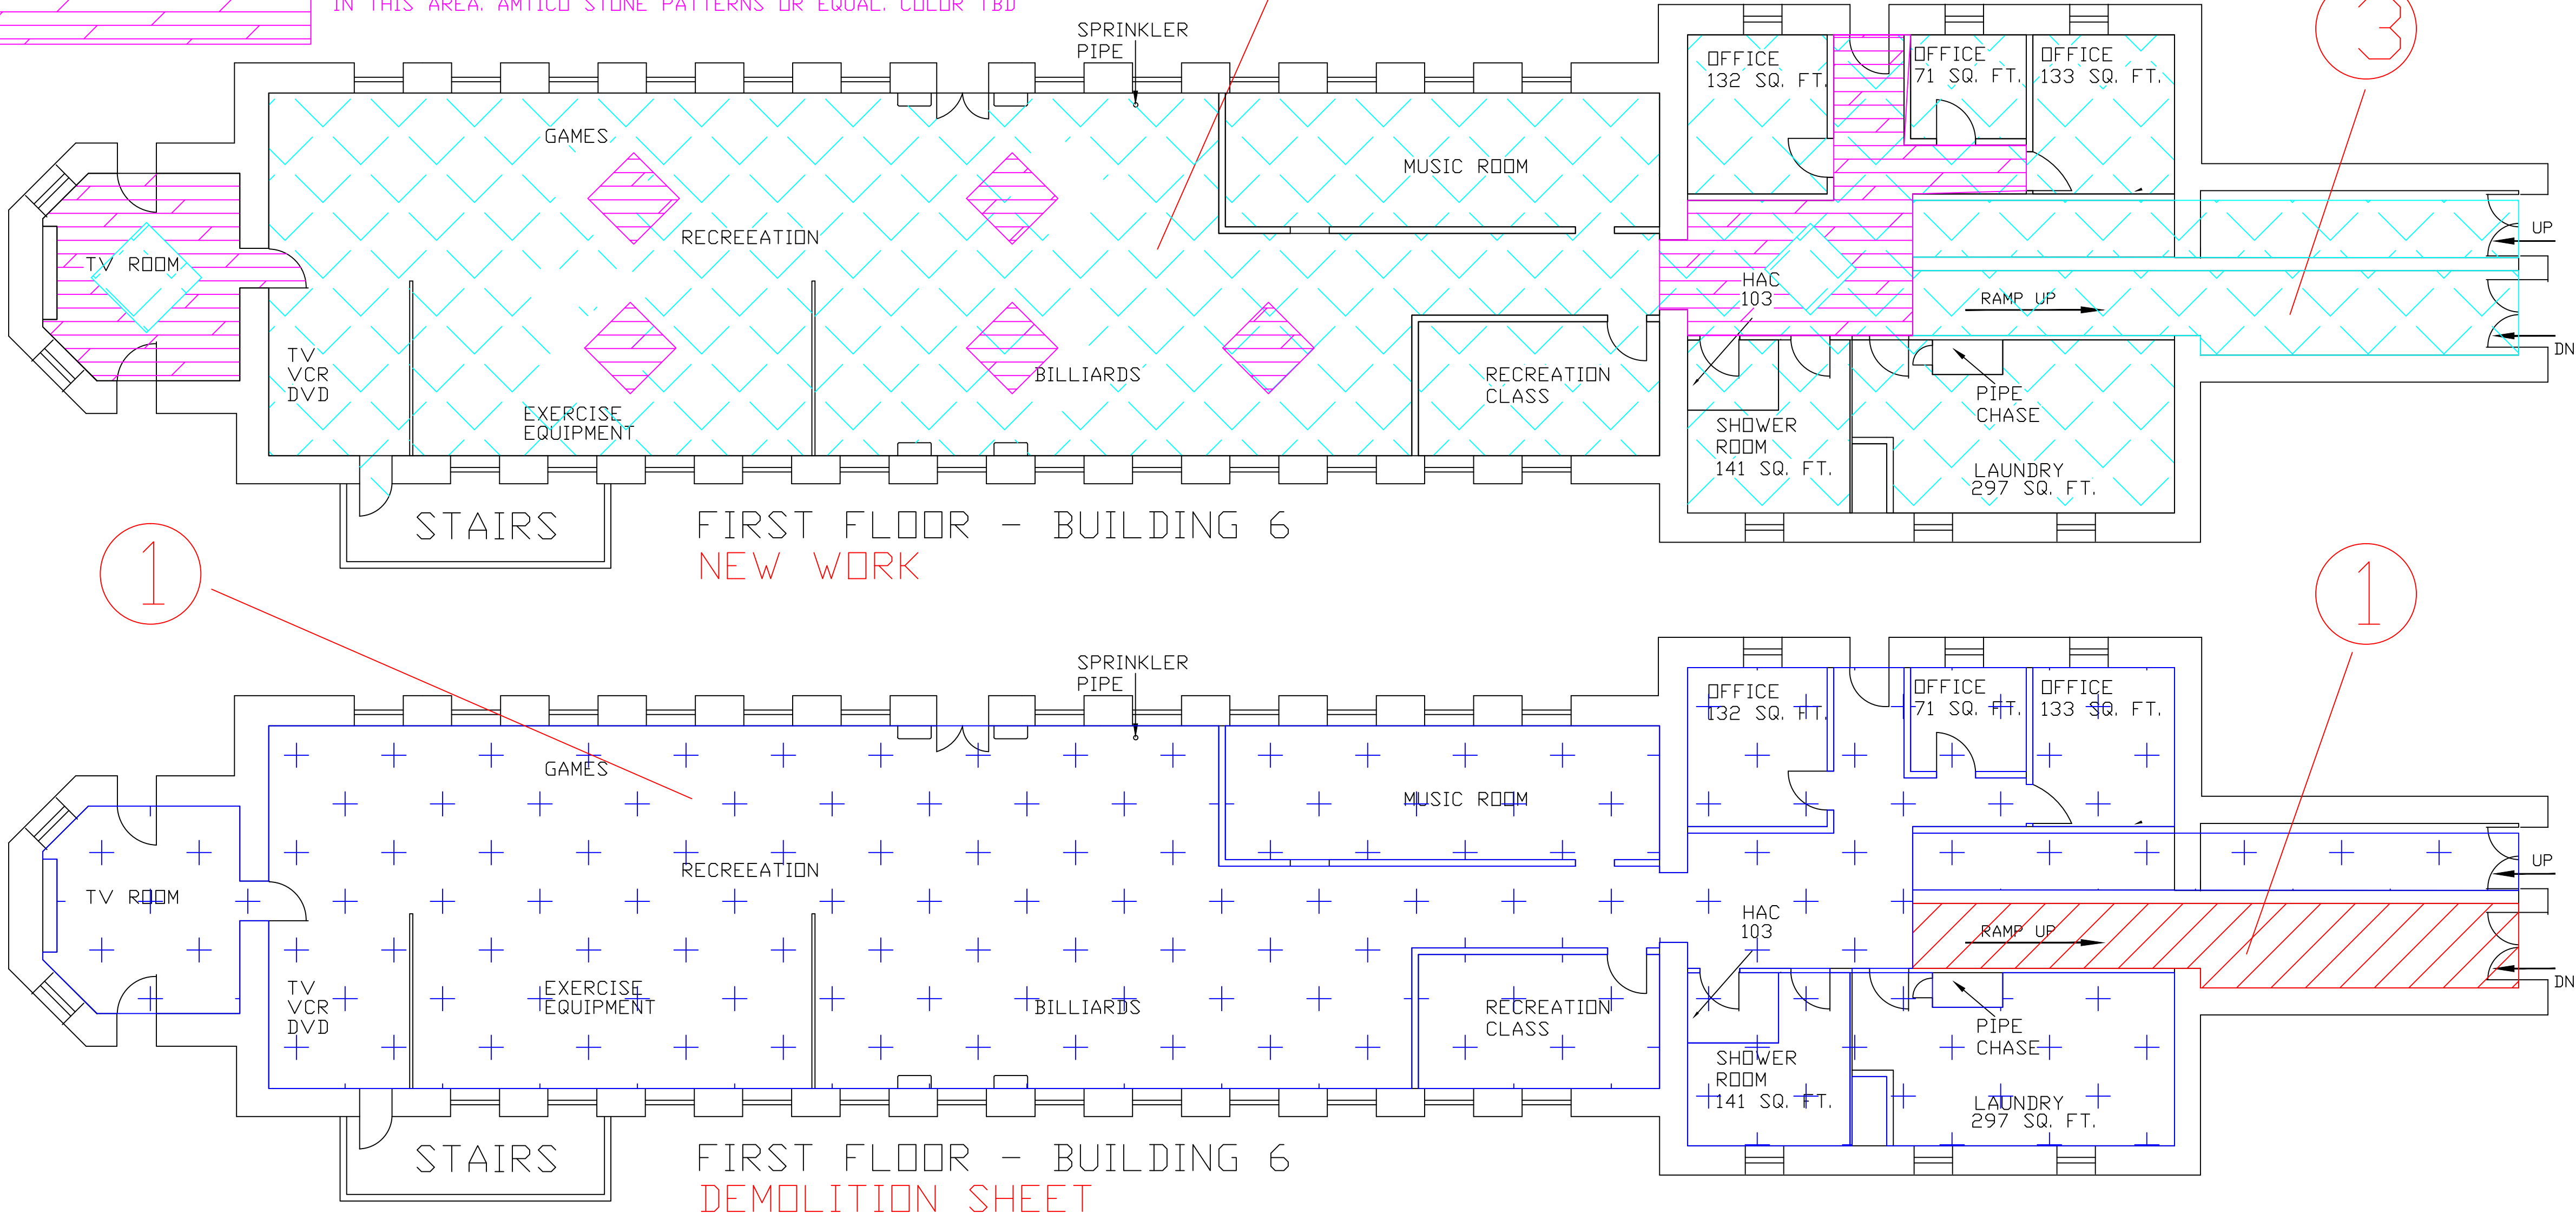 IN THIS AREA. AMTICO STONE PATTERNS OR EQUAL. COLOR TBD
3
SPRINKLER
PIPE
OFFICE
132 SQ. FT.
OFFICE
71 SQ. FT.
OFFICE
133 SQ. FT.
GAMES
MUSIC ROOM
RECREEATION
TV ROOM
UP
HAC
103
RAMP UP
DN
TV
VCR
DVD
EXERCISE
EQUIPMENT
BILLIARDS
RECREATION
CLASS
PIPE
CHASE
SHOWER
ROOM
141 SQ. FT.
LAUNDRY
297 SQ. FT.
STAIRS
FIRST FLOOR - BUILDING 6
NEW WORK
1
1
SPRINKLER
PIPE
OFFICE
132 SQ. FT.
OFFICE
71 SQ. FT.
OFFICE
133 SQ. FT.
GAMES
MUSIC ROOM
RECREEATION
TV ROOM
UP
HAC
103
RAMP UP
DN
TV
VCR
DVD
EXERCISE
EQUIPMENT
BILLIARDS
RECREATION
CLASS
PIPE
CHASE
SHOWER
ROOM
141 SQ. FT.
LAUNDRY
297 SQ. FT.
STAIRS
FIRST FLOOR - BUILDING 6
DEMOLITION SHEET